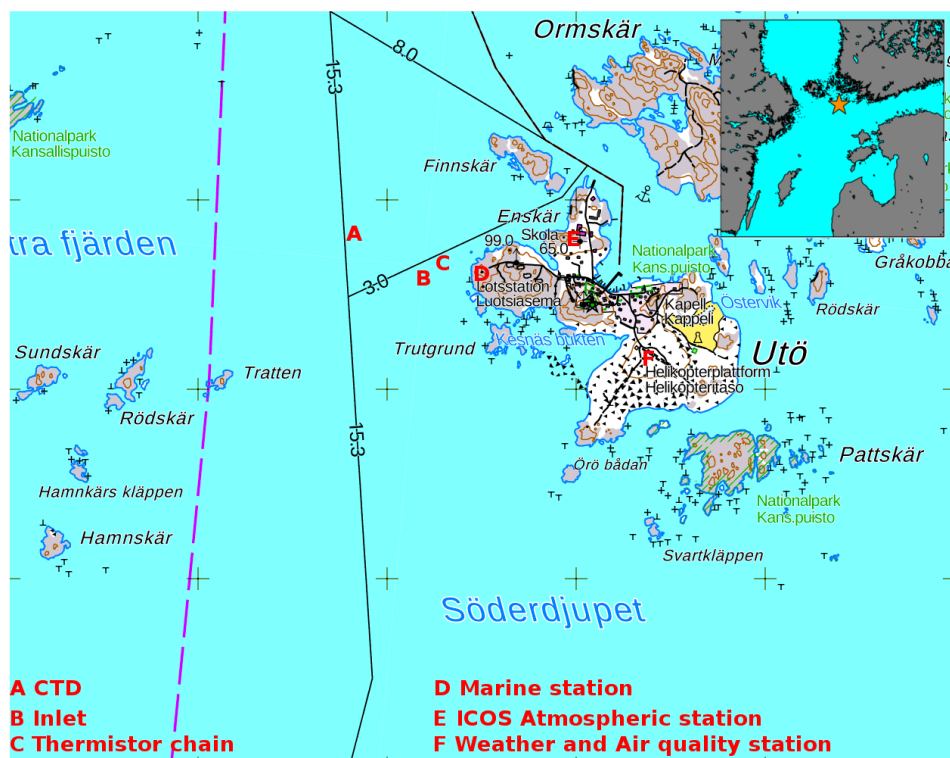 Ormskär
8.0
15.3
Nationalpark
Kansallispuisto
Finnskär
Enskär
tra fjärden
A
Skola
E
99.0
65.0
Nationalpark
Kans.puisto
C
B
D
3.0
Lotsstation
Luotsiasema
Kapell
Kappeli
Östervik
Gråkobba
Rödskär
Kesnäs bukten
Trutgrund
Utö
F
Helikopterplattform
Helikopteritaso
Sundskär
Tratten
Rödskär
15.3
Pattskär
Örö bådan
Hamnkärs kläppen
Nationalpark
Kans.puisto
Hamnskär
Svartkläppen
Söderdjupet
A CTD
B Inlet
C Thermistor chain
D Marine station
E ICOS Atmospheric station
F Weather and Air quality station